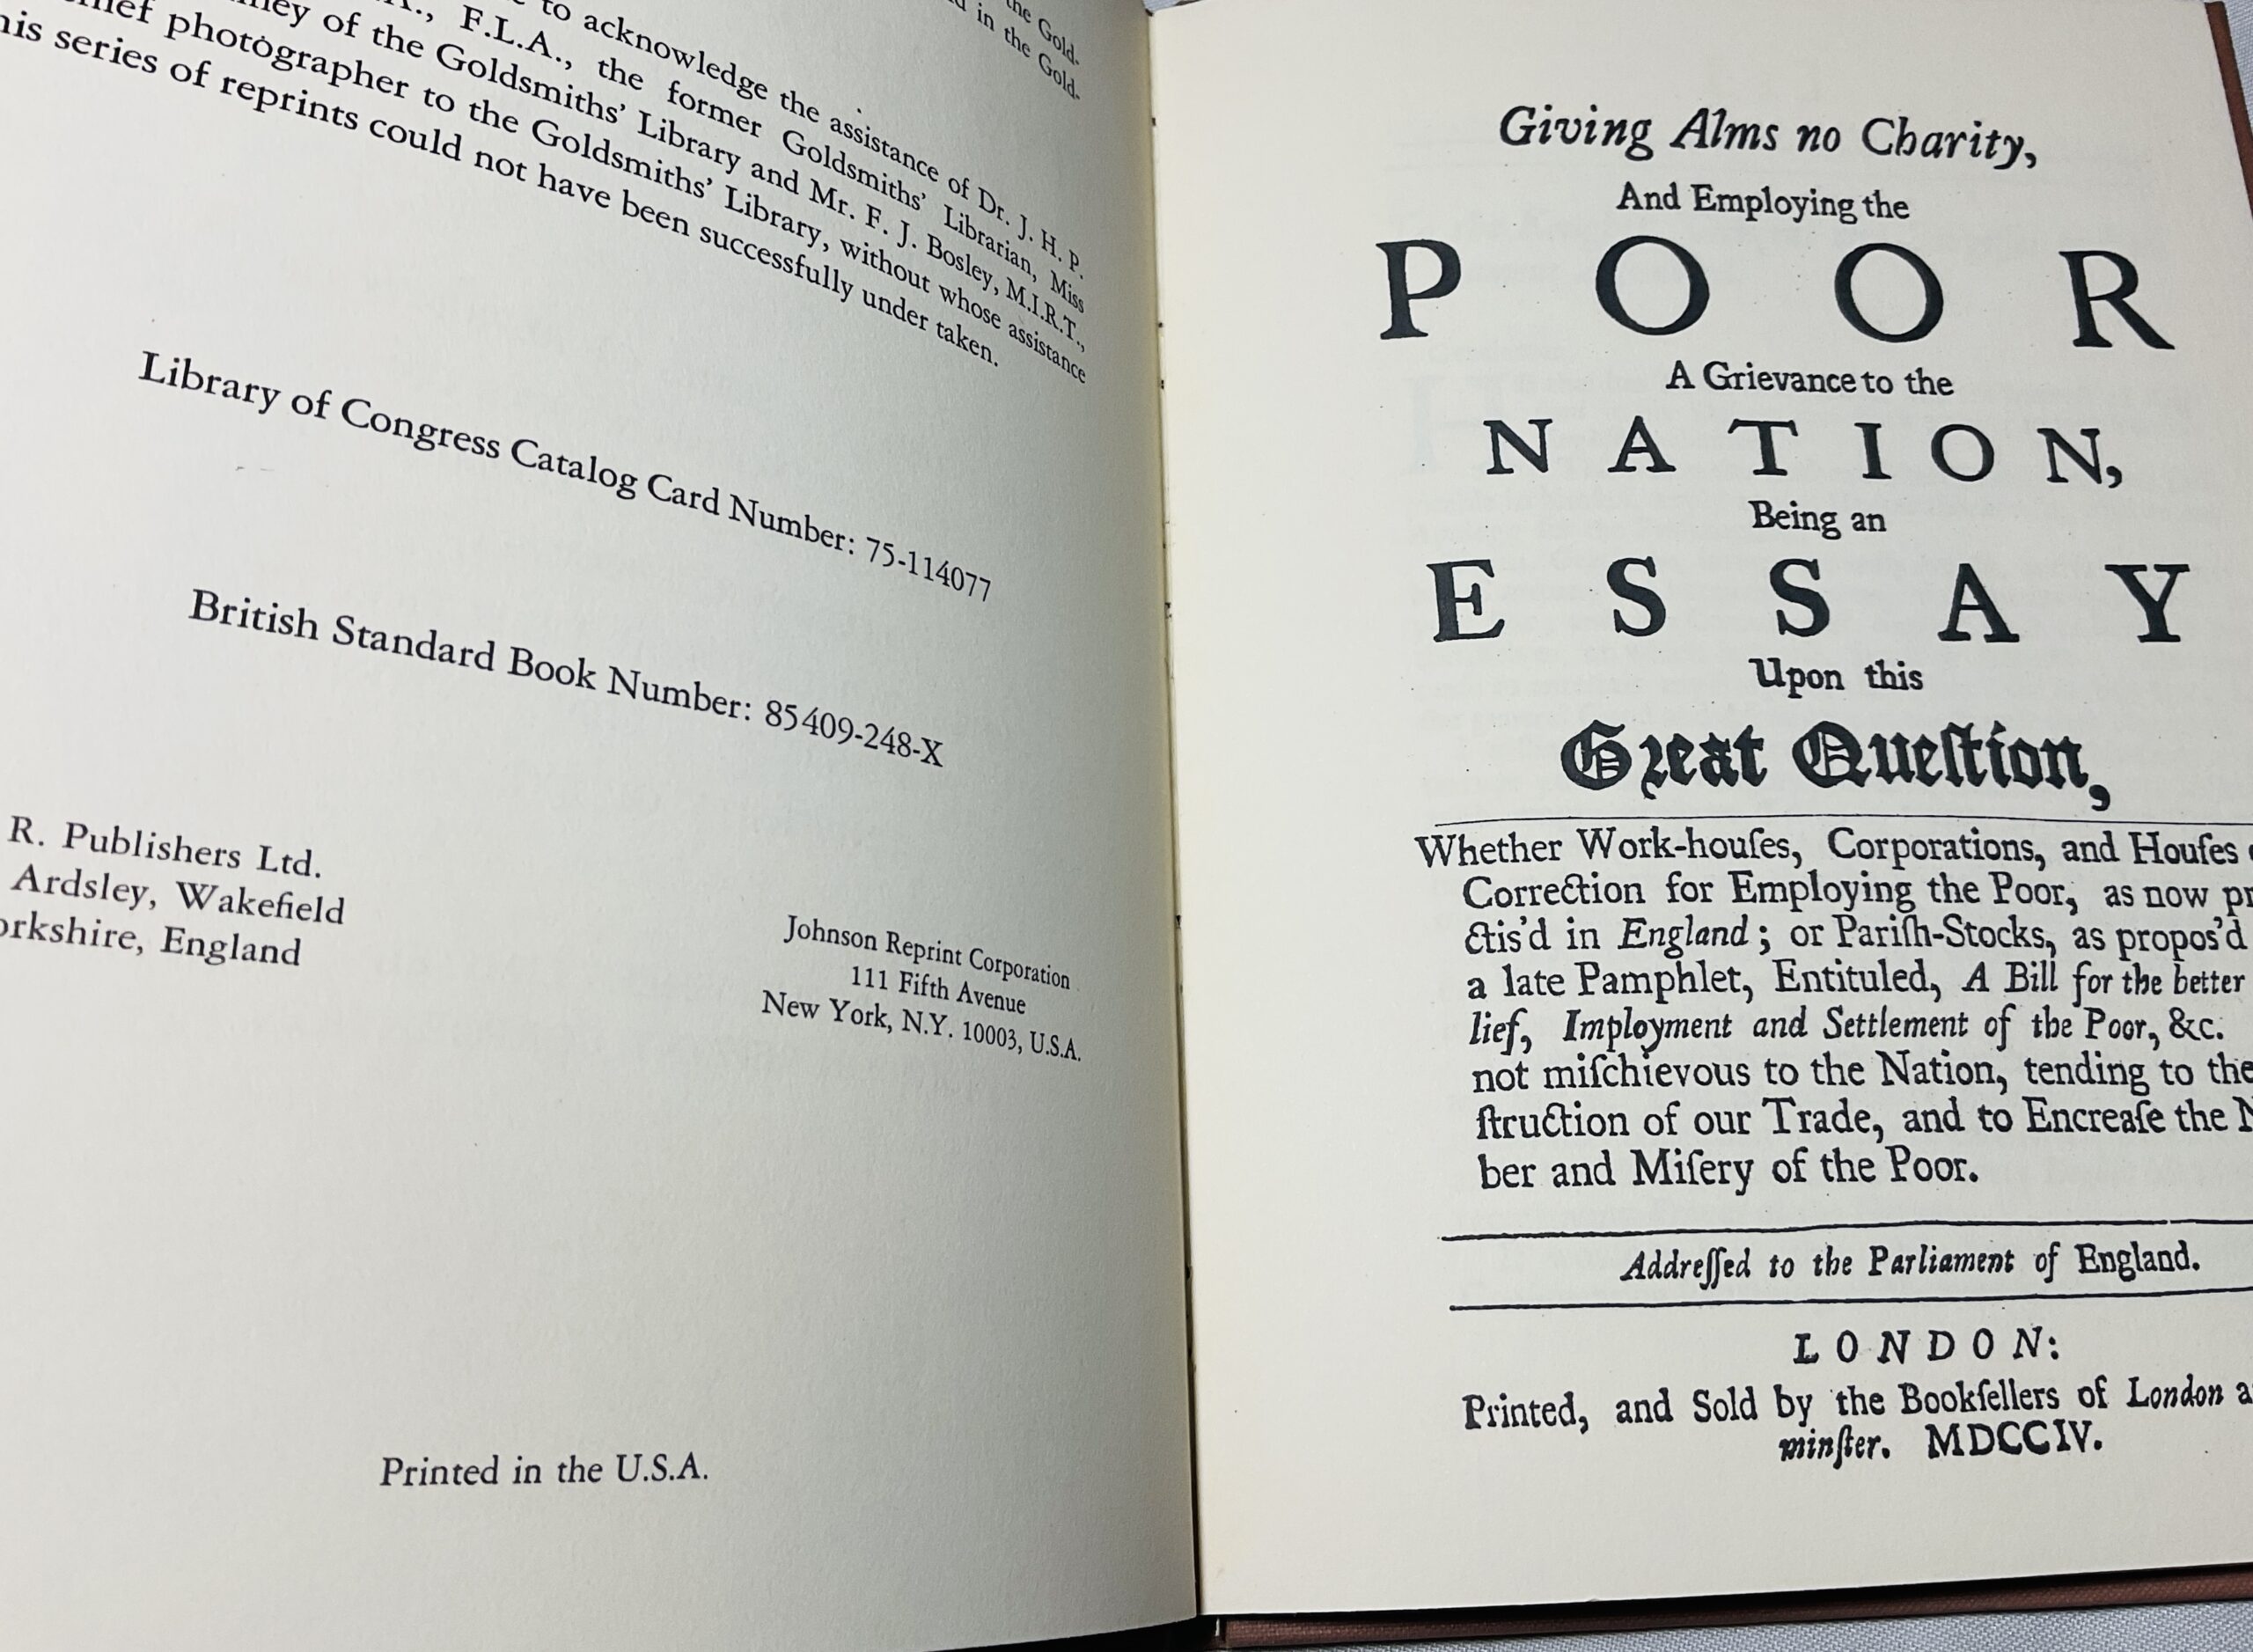 the Gold-
in the Gold-
to acknowledge the assistance of Dr. J. H. P.
F.L.A., the former Goldsmiths' Librarian, Miss
of the Goldsmiths' Library and Mr. F. J. Bosley, M.I.R.T.,
photographer to the Goldsmiths' Library, without whose assistance
series of reprints could not have been successfully under taken.
Library of Congress Catalog Card Number: 75-114077
British Standard Book Number: 85409-248-X
R. Publishers Ltd.
Ardsley, Wakefield
orkshire, England
Johnson Reprint Corporation
111 Fifth Avenue
New York, N.Y. 10003, U.S.A.
Printed in the U.S.A.
Giving Alms no Charity,
And Employing the
POOR
A Grievance to the
NATION,
Being an
ESSAY
Upon this
Great Queſtion,
Whether Work-houſes, Corporations, and Houſes
Correction for Employing the Poor, as now pr
ctis'd in England; or Pariſh-Stocks, as propos'd
a late Pamphlet, Entituled, A Bill for the better
lief, Imployment and Settlement of the Poor, &c.
not miſchievous to the Nation, tending to the
ſtruction of our Trade, and to Encreaſe the N
ber and Miſery of the Poor.
Addreſſed to the Parliament of England.
LONDON:
Printed, and Sold by the Bookſellers of London a
minſter. MDCCIV.